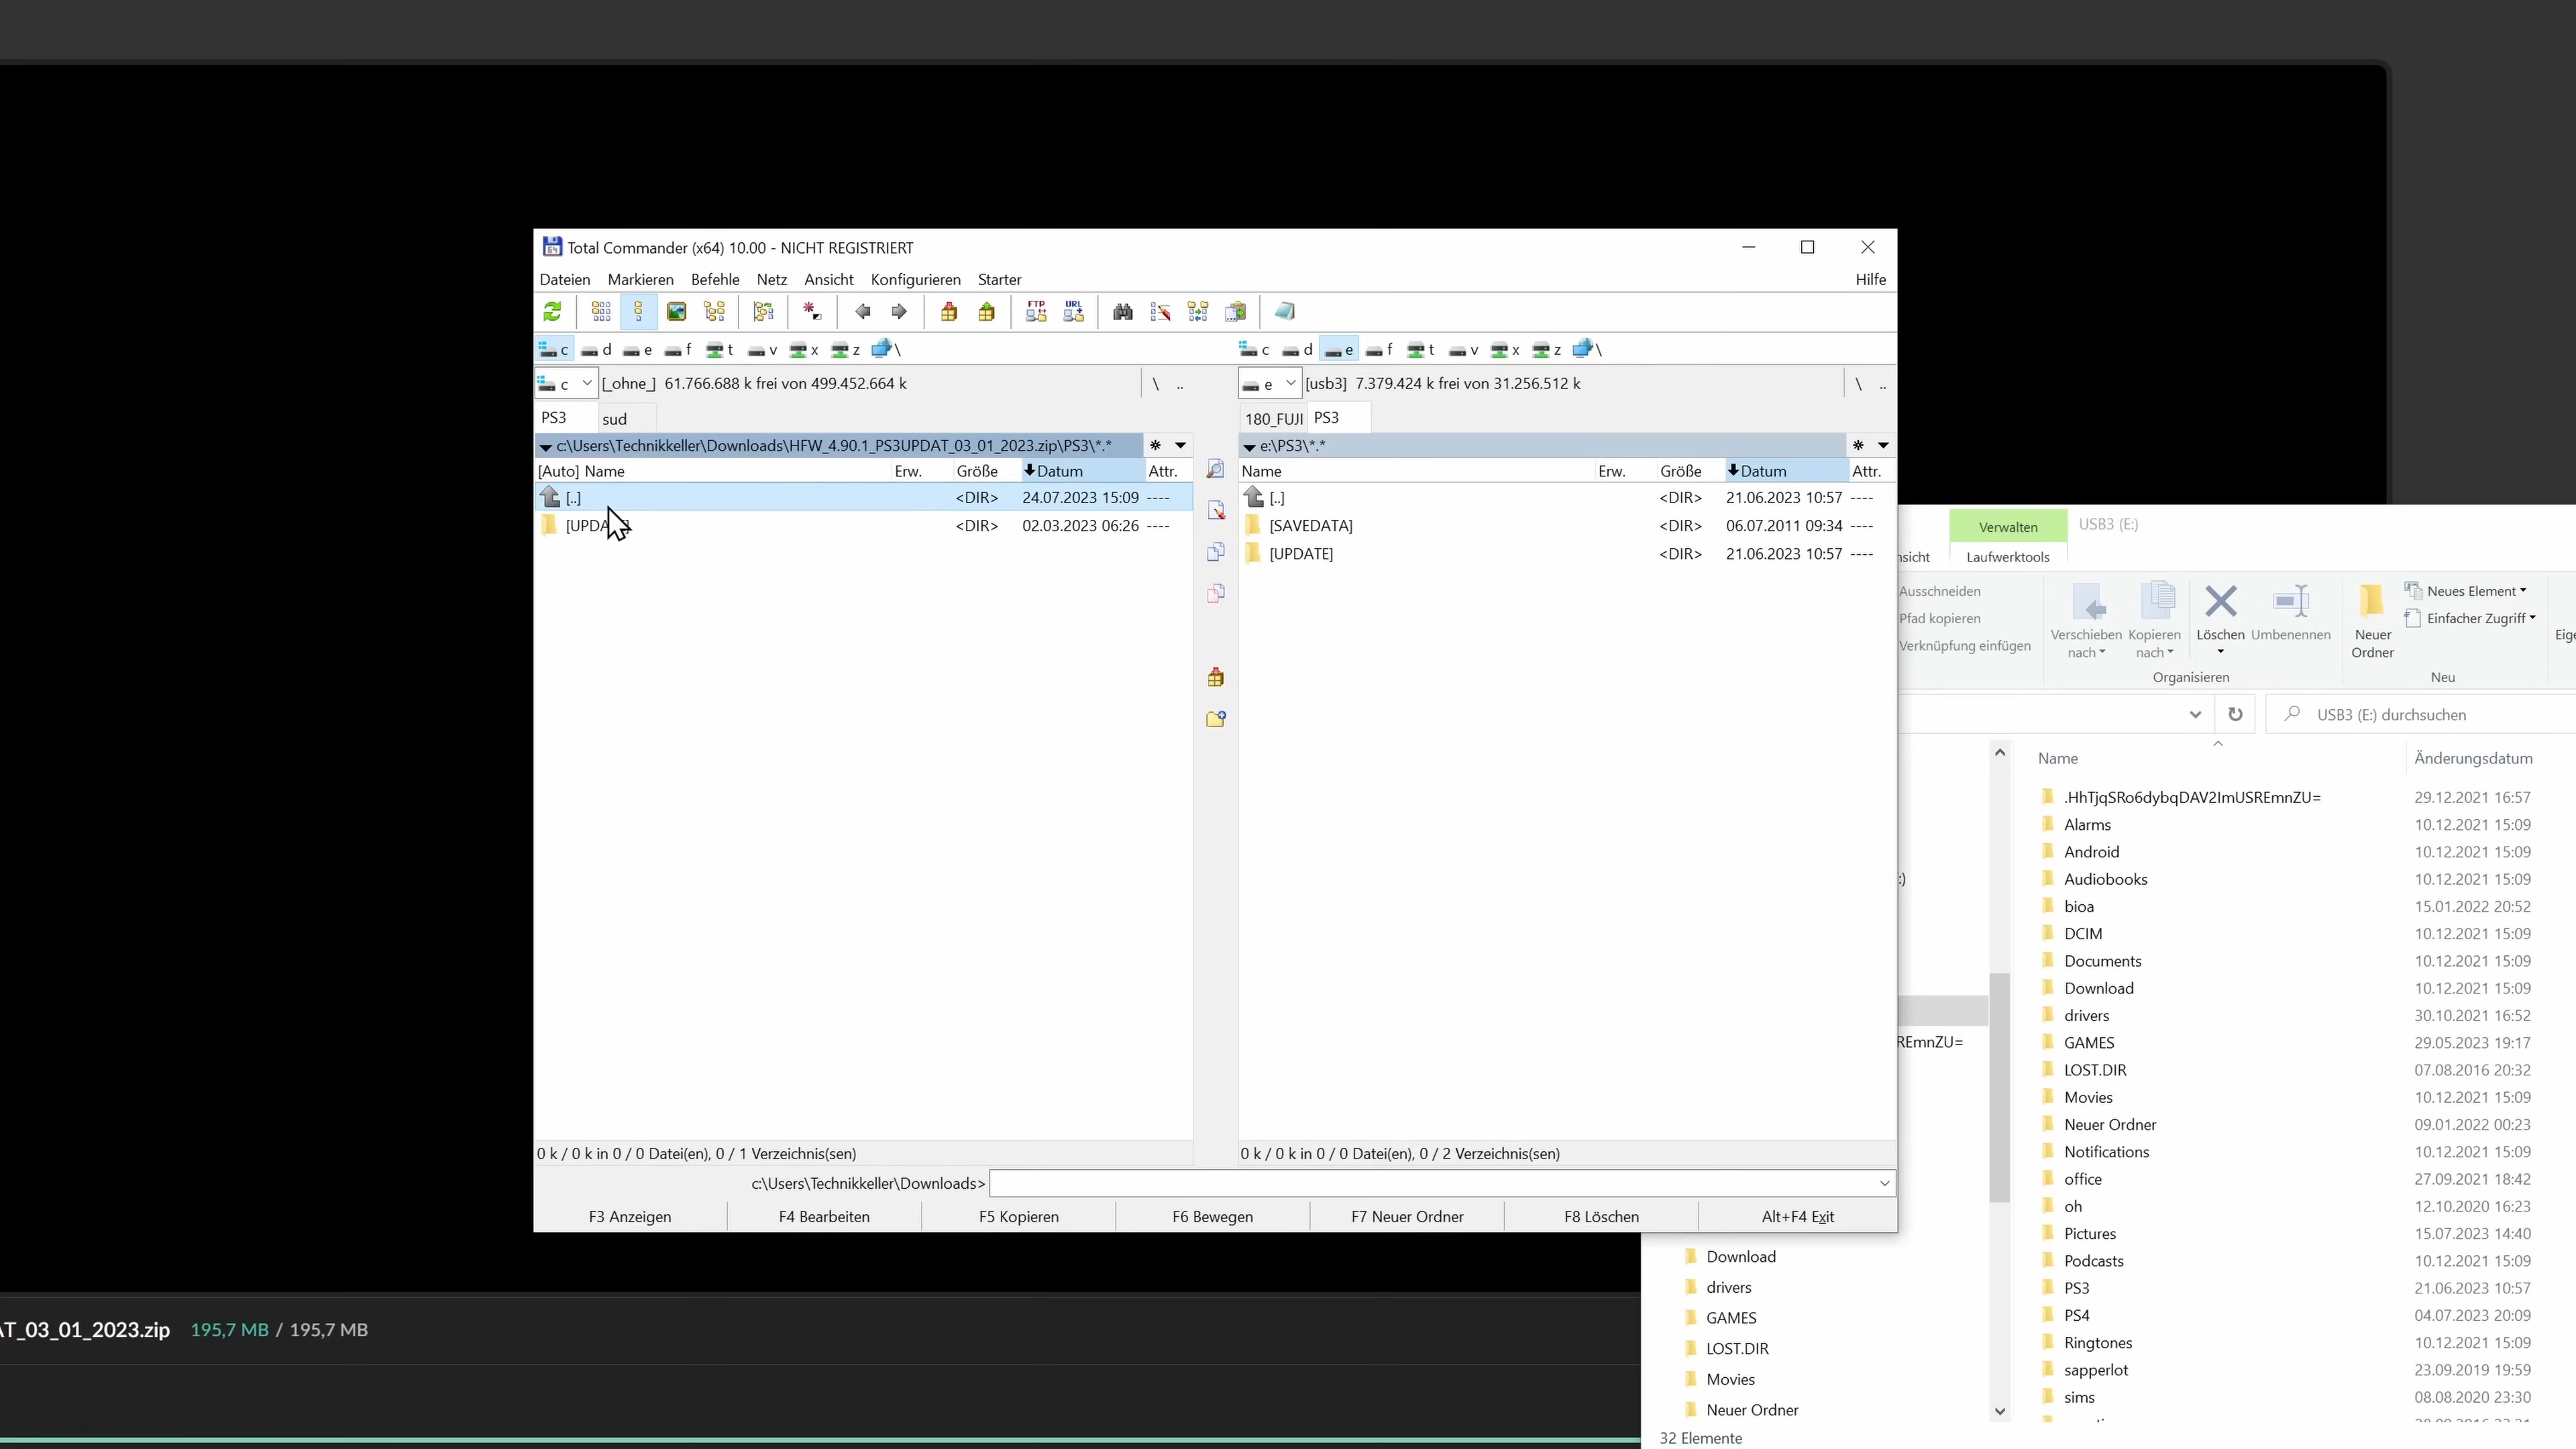 Total Commander (x64) 10.00 - NICHT REGISTRIERT
Dateien Markieren Befehle Netz Ansicht Konfigurieren Starter Hilfe
FTP URL
c d e f t v x z \
c d e f t v x z \
c [_ohne_] 61.766.688 k frei von 499.452.664 k \ ..
e [usb3] 7.379.424 k frei von 31.256.512 k \ ..
PS3 sud
180_FUJI PS3
c:\Users\Technikkeller\Downloads\HFW_4.90.1_PS3UPDAT_03_01_2023.zip\PS3\*.* *
e:\PS3\*.* *
[Auto] Name Erw. Größe Datum Attr.
[..] <DIR> 24.07.2023 15:09 ----
<DIR> 02.03.2023 06:26 ----
0 k / 0 k in 0 / 0 Datei(en), 0 / 1 Verzeichnis(sen)
Name Erw. Größe Datum Attr.
[..] <DIR> 21.06.2023 10:57 ----
[SAVEDATA] <DIR> 06.07.2011 09:34 ----
[UPDATE] <DIR> 21.06.2023 10:57 ----
0 k / 0 k in 0 / 0 Datei(en), 0 / 2 Verzeichnis(sen)
c:\Users\Technikkeller\Downloads>
F3 Anzeigen F4 Bearbeiten F5 Kopieren F6 Bewegen F7 Neuer Ordner F8 Löschen Alt+F4 Exit
Verwalten USB3 (E:)
nsicht Laufwerktools
Ausschneiden
Pfad kopieren
Verknüpfung einfügen
Verschieben nach
Kopieren nach
Löschen
Umbenennen
Organisieren
Neuer Ordner
Neues Element
Einfacher Zugriff
Neu
Eige
USB3 (E:) durchsuchen
Name Änderungsdatum
.HhTjqSRo6dybqDAV2ImUSREmnZU= 29.12.2021 16:57
Alarms 10.12.2021 15:09
Android 10.12.2021 15:09
Audiobooks 10.12.2021 15:09
bioa 15.01.2022 20:52
DCIM 10.12.2021 15:09
Documents 10.12.2021 15:09
Download 10.12.2021 15:09
drivers 30.10.2021 16:52
GAMES 29.05.2023 19:17
LOST.DIR 07.08.2016 20:32
Movies 10.12.2021 15:09
Neuer Ordner 09.01.2022 00:23
Notifications 10.12.2021 15:09
office 27.09.2021 18:42
oh 12.10.2020 16:23
Pictures 15.07.2023 14:40
Podcasts 10.12.2021 15:09
PS3 21.06.2023 10:57
PS4 04.07.2023 20:09
Ringtones 10.12.2021 15:09
sapperlot 23.09.2019 19:59
sims 08.08.2020 23:30
:)
REmnZU=
Download
drivers
GAMES
LOST.DIR
Movies
Neuer Ordner
32 Elemente
AT_03_01_2023.zip 195,7 MB / 195,7 MB